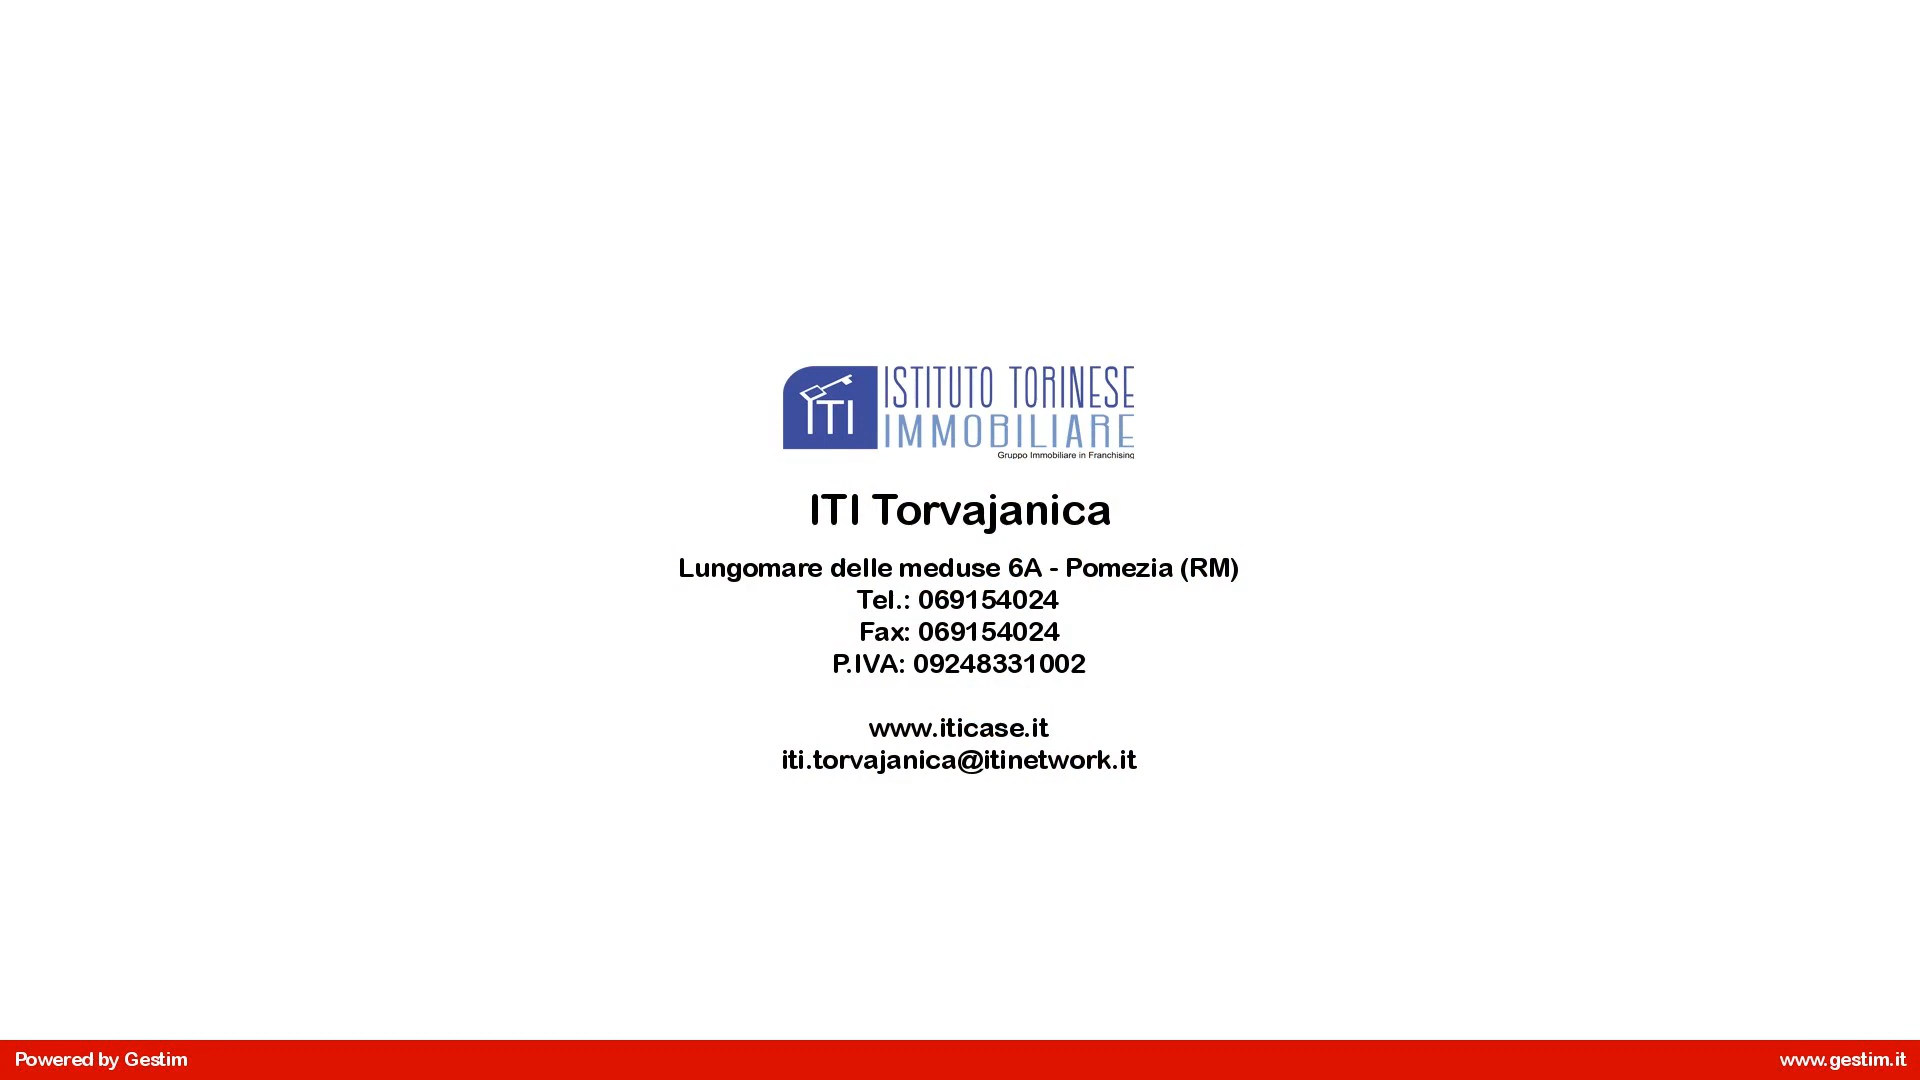 ITI
ISTITUTO TORINESE
IMMOBILIARE
Gruppo Immobiliare in Franchising
ITI Torvajanica
Lungomare delle meduse 6A - Pomezia (RM)
Tel.: 069154024
Fax: 069154024
P.IVA: 09248331002
www.iticase.it
iti.torvajanica@itinetwork.it
Powered by Gestim
www.gestim.it